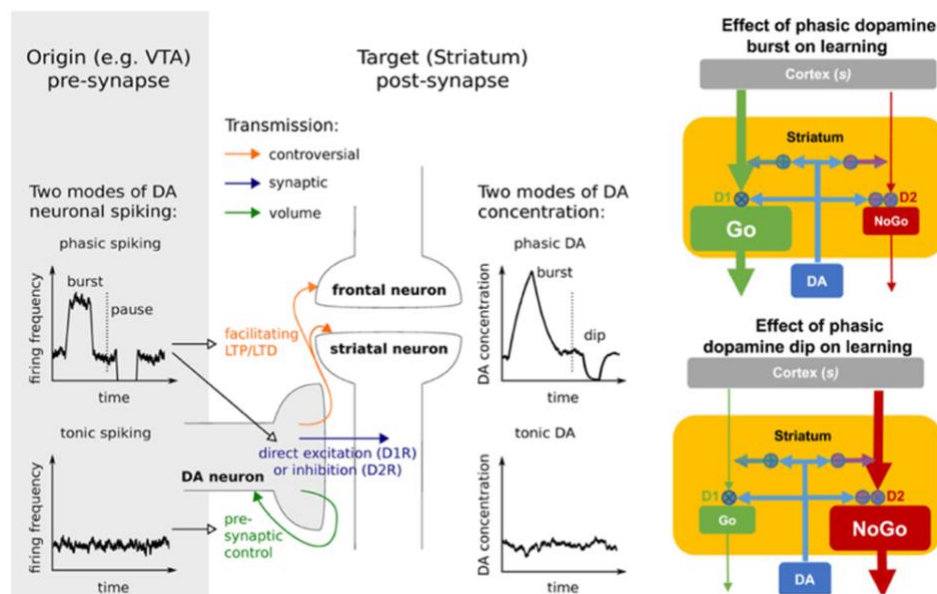 Origin (e.g. VTA)
pre-synapse
Target (Striatum)
post-synapse
Transmission:
controversial
synaptic
volume
Two modes of DA
neuronal spiking:
phasic spiking
firing frequency
burst
pause
time
tonic spiking
firing frequency
time
facilitating
LTP/LTD
frontal neuron
striatal neuron
direct excitation (D1R)
or inhibition (D2R)
DA neuron
pre-
synaptic
control
Two modes of DA
concentration:
phasic DA
DA concentration
burst
dip
time
tonic DA
DA concentration
time
Effect of phasic dopamine
burst on learning
Cortex (s)
Striatum
D1
D2
Go
NoGo
DA
Effect of phasic
dopamine dip on learning
Cortex (s)
Striatum
D1
D2
Go
NoGo
DA